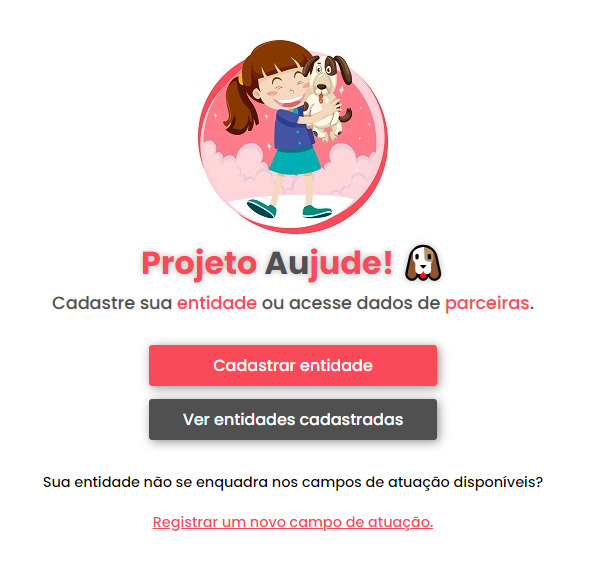 Projeto Aujude!
Cadastre sua entidade ou acesse dados de parceiras.
Cadastrar entidade
Ver entidades cadastradas
Sua entidade não se enquadra nos campos de atuação disponíveis?
Registrar um novo campo de atuação.